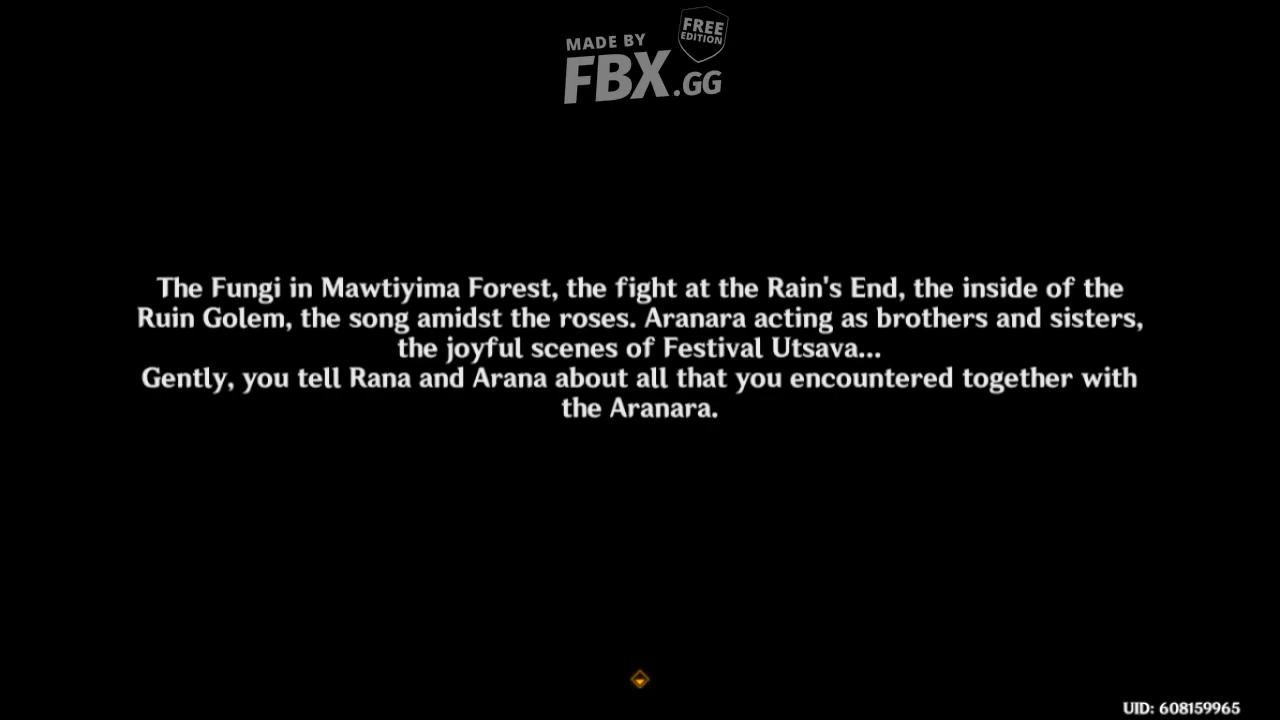 FREE
EDITION
MADE BY
FBX.GG
The Fungi in Mawtiyima Forest, the fight at the Rain's End, the inside of the
Ruin Golem, the song amidst the roses. Aranara acting as brothers and sisters,
the joyful scenes of Festival Utsava...
Gently, you tell Rana and Arana about all that you encountered together with
the Aranara.
UID: 608159965